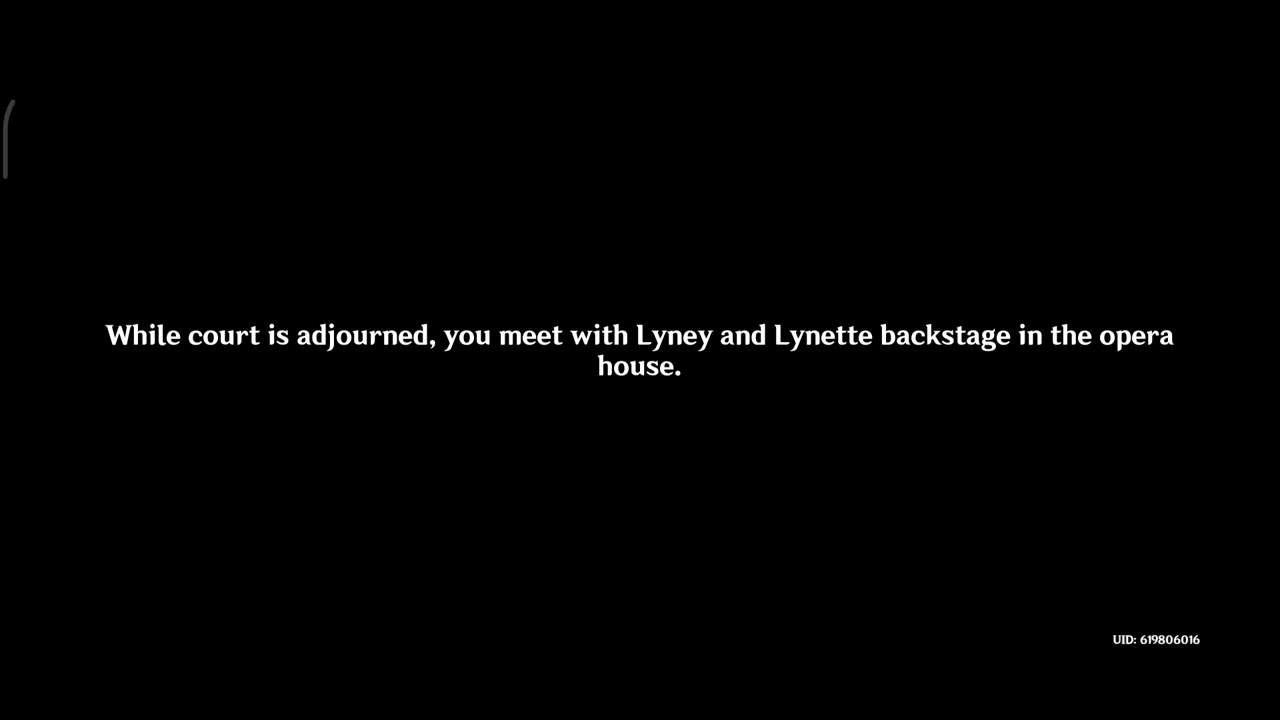 While court is adjourned, you meet with Lyney and Lynette backstage in the opera
house.
UID: 619806016